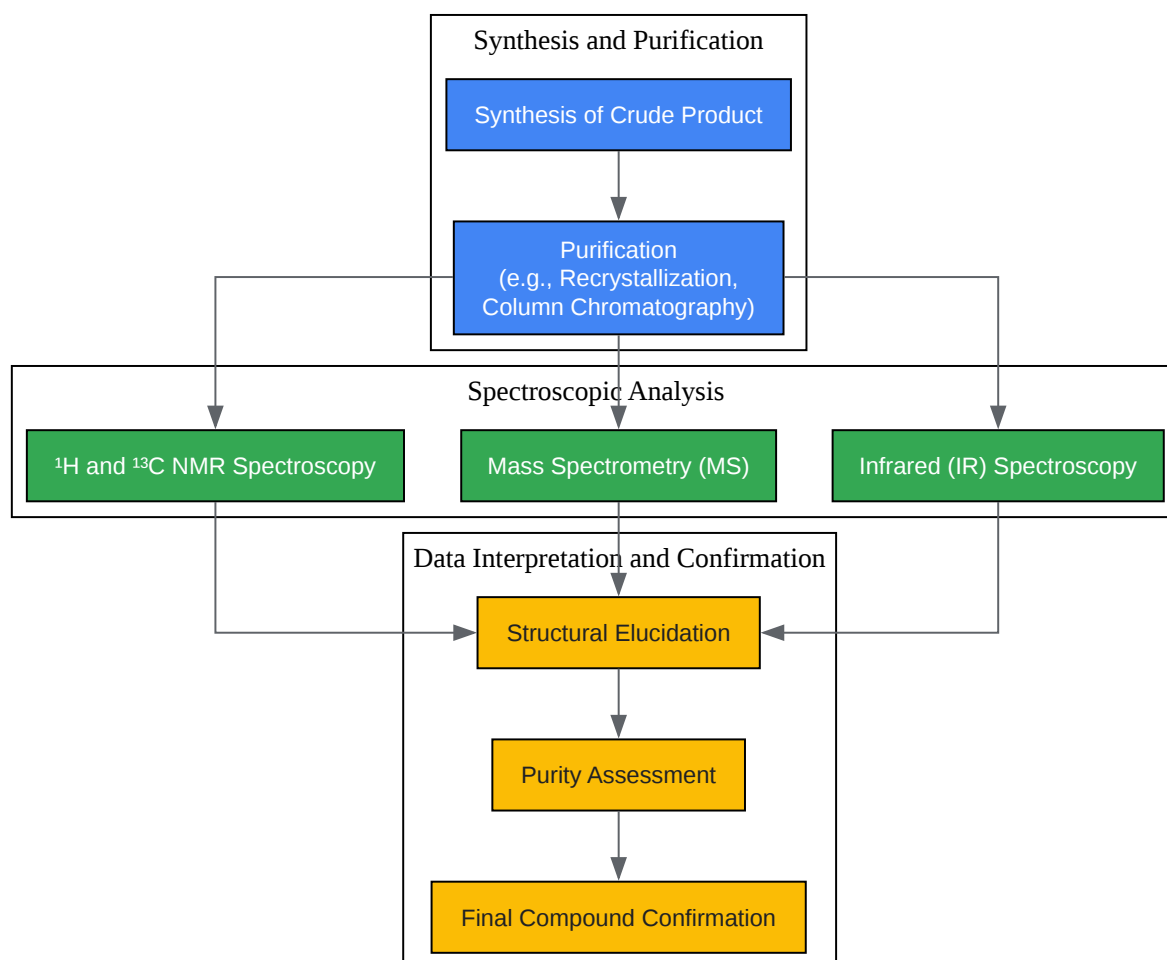 Synthesis and Purification
Synthesis of Crude Product
Purification
(e.g., Recrystallization,
Column Chromatography)
Spectroscopic Analysis
¹H and ¹³C NMR Spectroscopy
Mass Spectrometry (MS)
Infrared (IR) Spectroscopy
Data Interpretation and Confirmation
Structural Elucidation
Purity Assessment
Final Compound Confirmation